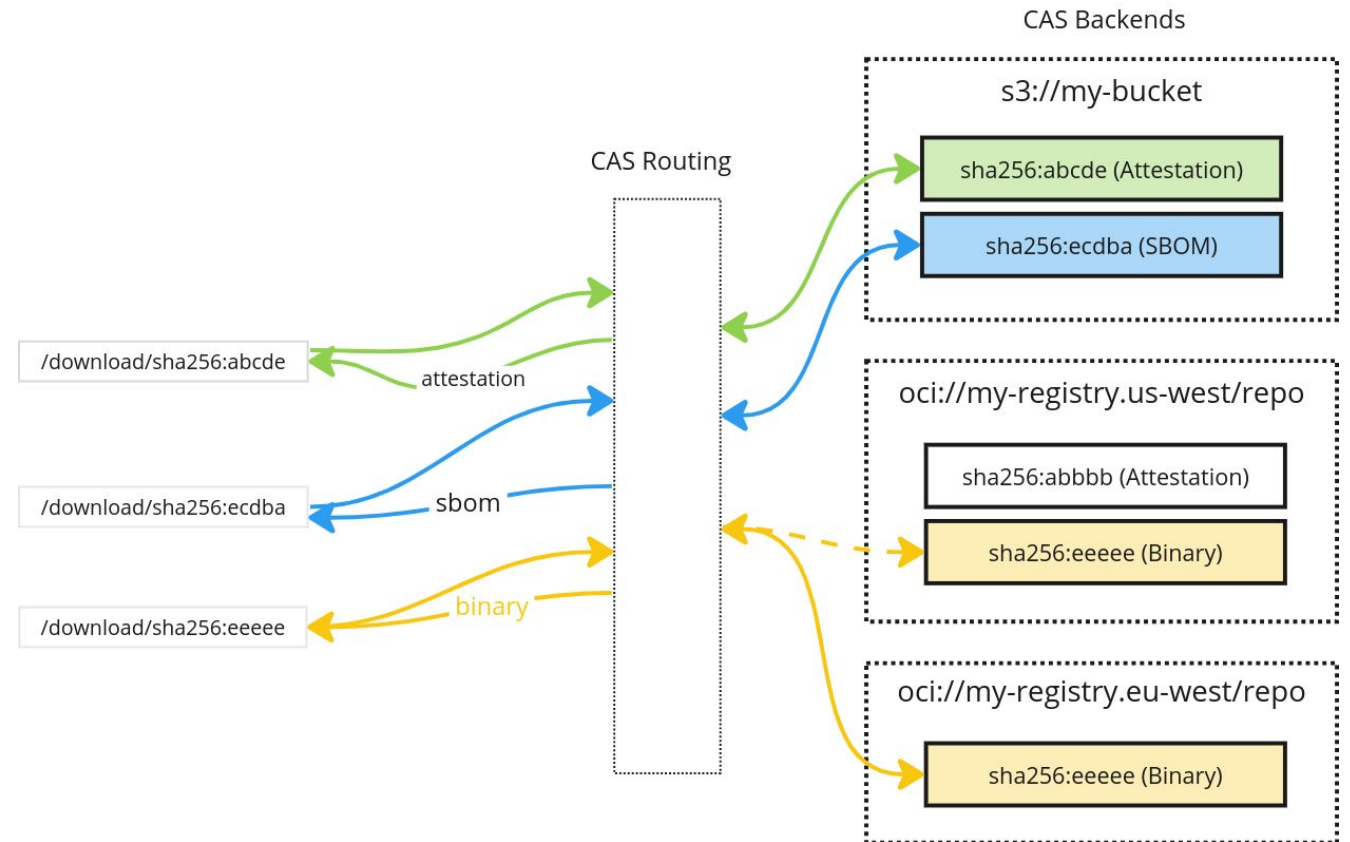 CAS Backends
s3://my-bucket
sha256:abcde (Attestation)
sha256:ecdba (SBOM)
CAS Routing
/download/sha256:abcde
attestation
/download/sha256:ecdba
sbom
/download/sha256:eeeee
binary
oci://my-registry.us-west/repo
sha256:abbbb (Attestation)
sha256:eeeee (Binary)
oci://my-registry.eu-west/repo
sha256:eeeee (Binary)